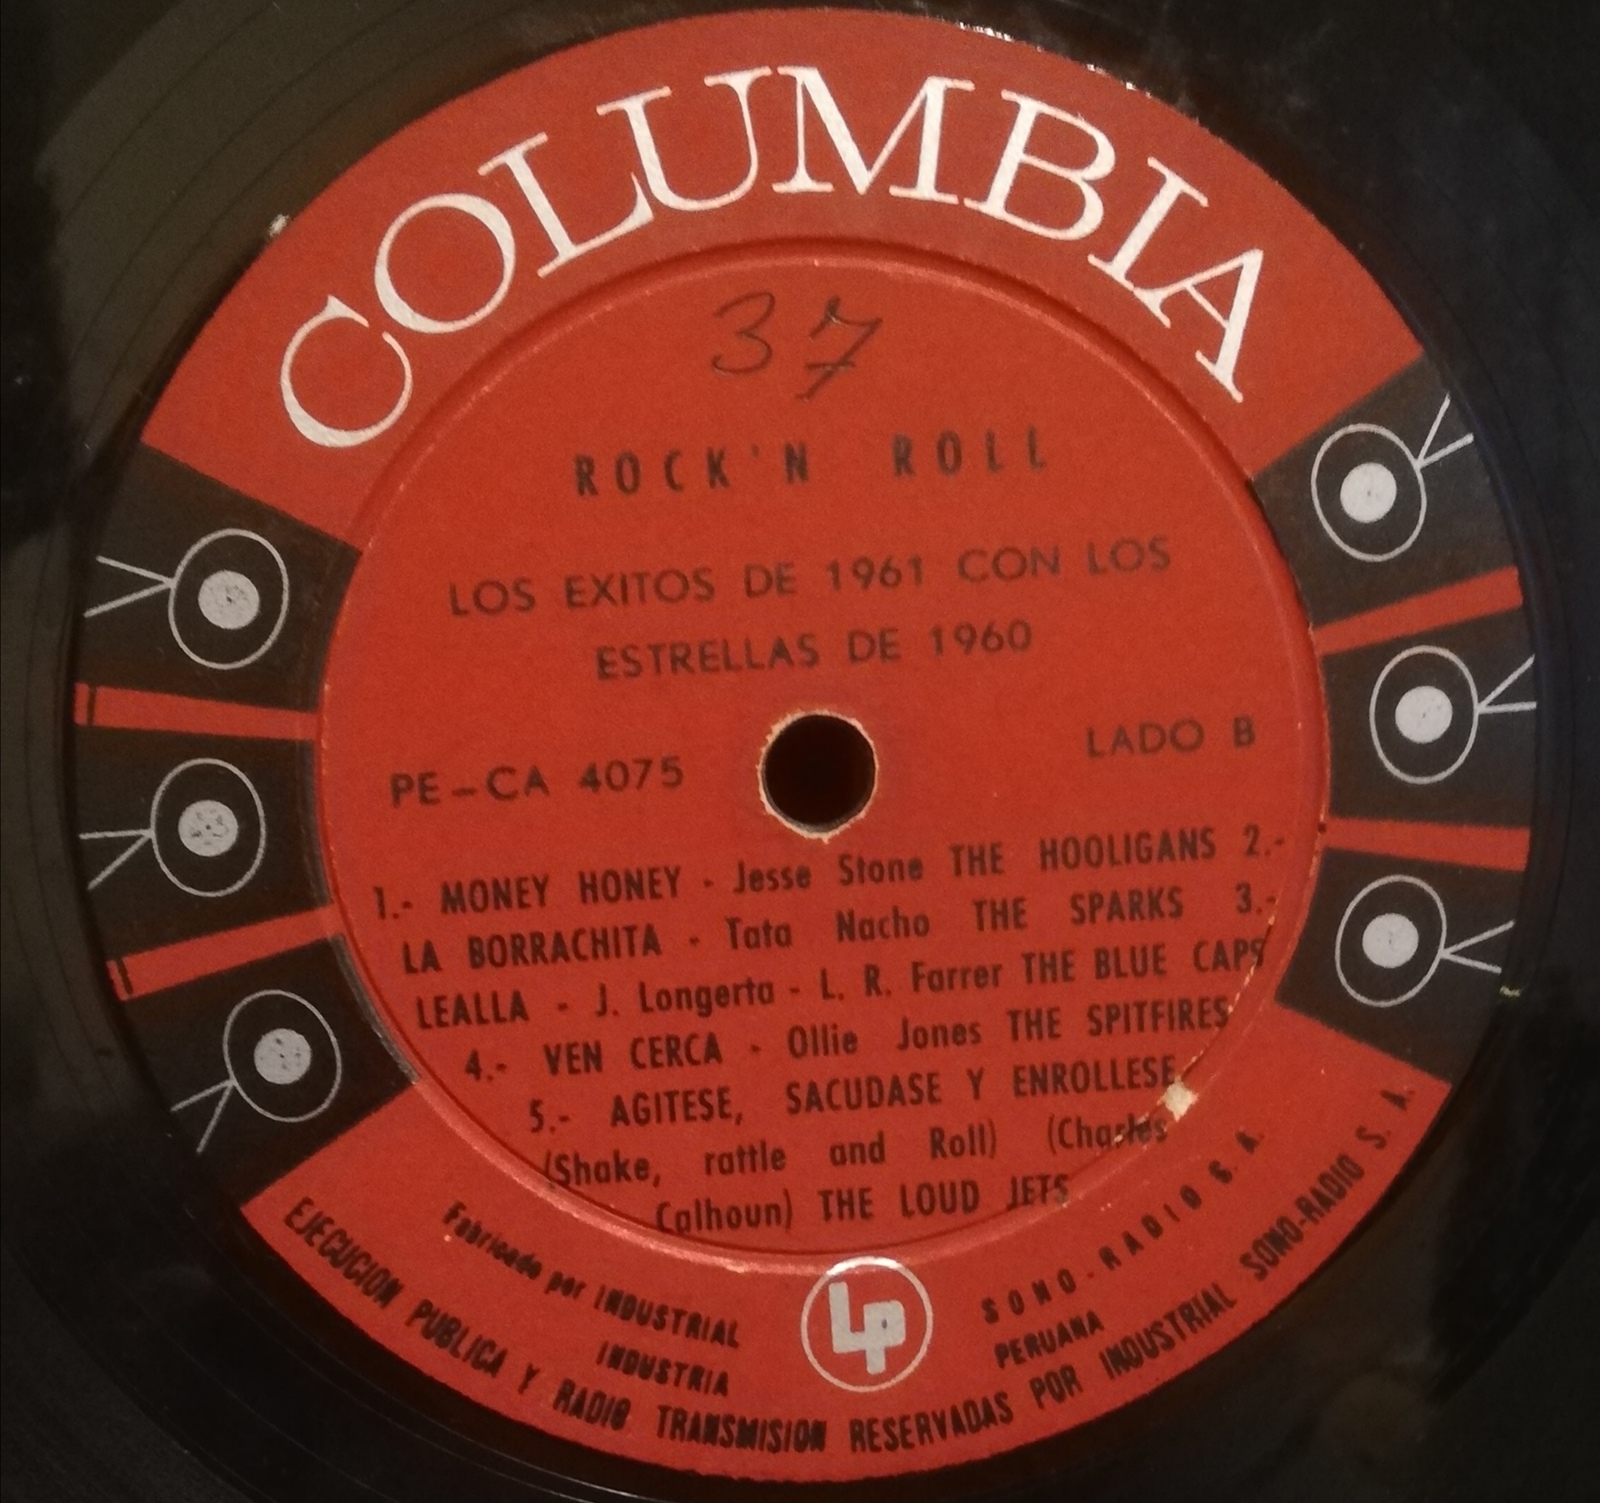 COLUMBIA
37
ROCK'N ROLL
LOS EXITOS DE 1961 CON LOS
ESTRELLAS DE 1960
PE-CA 4075
LADO B
1.- MONEY HONEY - Jesse Stone THE HOOLIGANS 2.-
LA BORRACHITA - Tata Nacho THE SPARKS 3.-
LEALLA - J. Longerta - L. R. Farrer THE BLUE CAPS
4.- VEN CERCA - Ollie Jones THE SPITFIRES
5.- AGITESE, SACUDASE Y ENROLLESE
(Shake, rattle and Roll) (Charles
Calhoun) THE LOUD JETS
Fabricado por INDUSTRIAL SONO-RADIO S. A.
INDUSTRIA PERUANA
LP
EJECUCION PUBLICA Y RADIO TRANSMISION RESERVADAS POR INDUSTRIAL SONO-RADIO S. A.